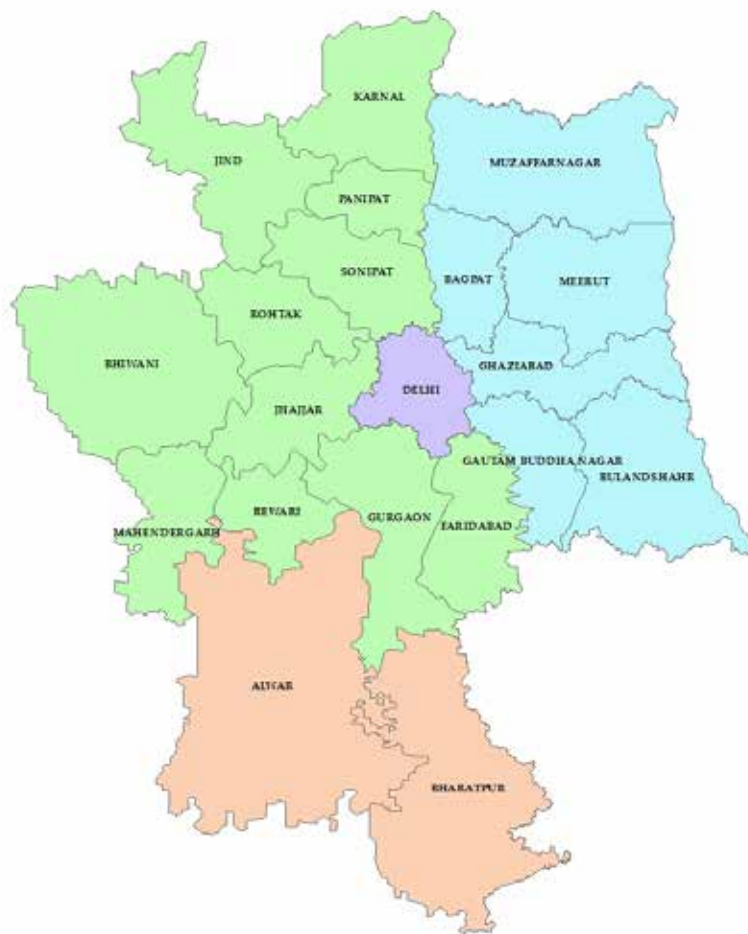 KARNAL
MUZAFFARNAGAR
JIND
PANIPAT
SONIPAT
BAGPAT
MEERUT
ROHTAK
BHIWANI
GHAZIABAD
DELHI
JHAJJAR
GAUTAM BUDDHA NAGAR
BULANDSHAHR
REWARI
GURGAON
FARIDABAD
MAHENDERGARH
ALWAR
BHARATPUR